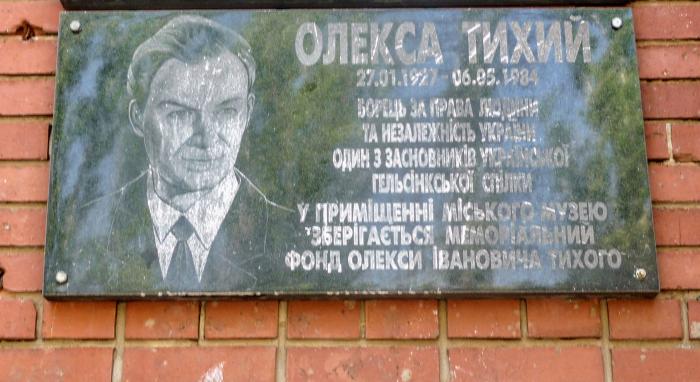 ОЛЕКСА ТИХИЙ
27.01.1927 - 06.05.1984
БОРЕЦЬ ЗА ПРАВА ЛЮДИНИ
ТА НЕЗАЛЕЖНІСТЬ УКРАЇНИ
ОДИН З ЗАСНОВНИКІВ УКРАЇНСЬКОЇ
ГЕЛЬСІНКСЬКОЇ СПІЛКИ
У ПРИМІЩЕННІ МІСЬКОГО МУЗЕЮ
ЗБЕРІГАЄТЬСЯ МЕМОРІАЛЬНИЙ
ФОНД ОЛЕКСИ ІВАНОВИЧА ТИХОГО